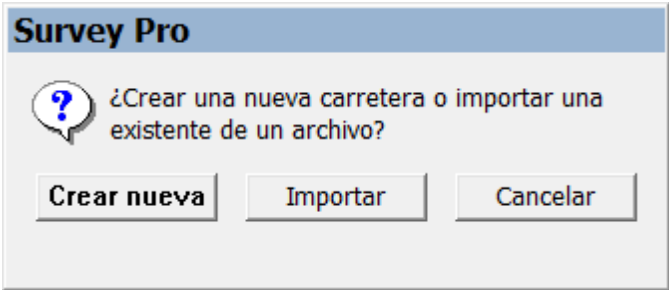 Survey Pro
¿Crear una nueva carretera o importar una
existente de un archivo?
Crear nueva
Importar
Cancelar